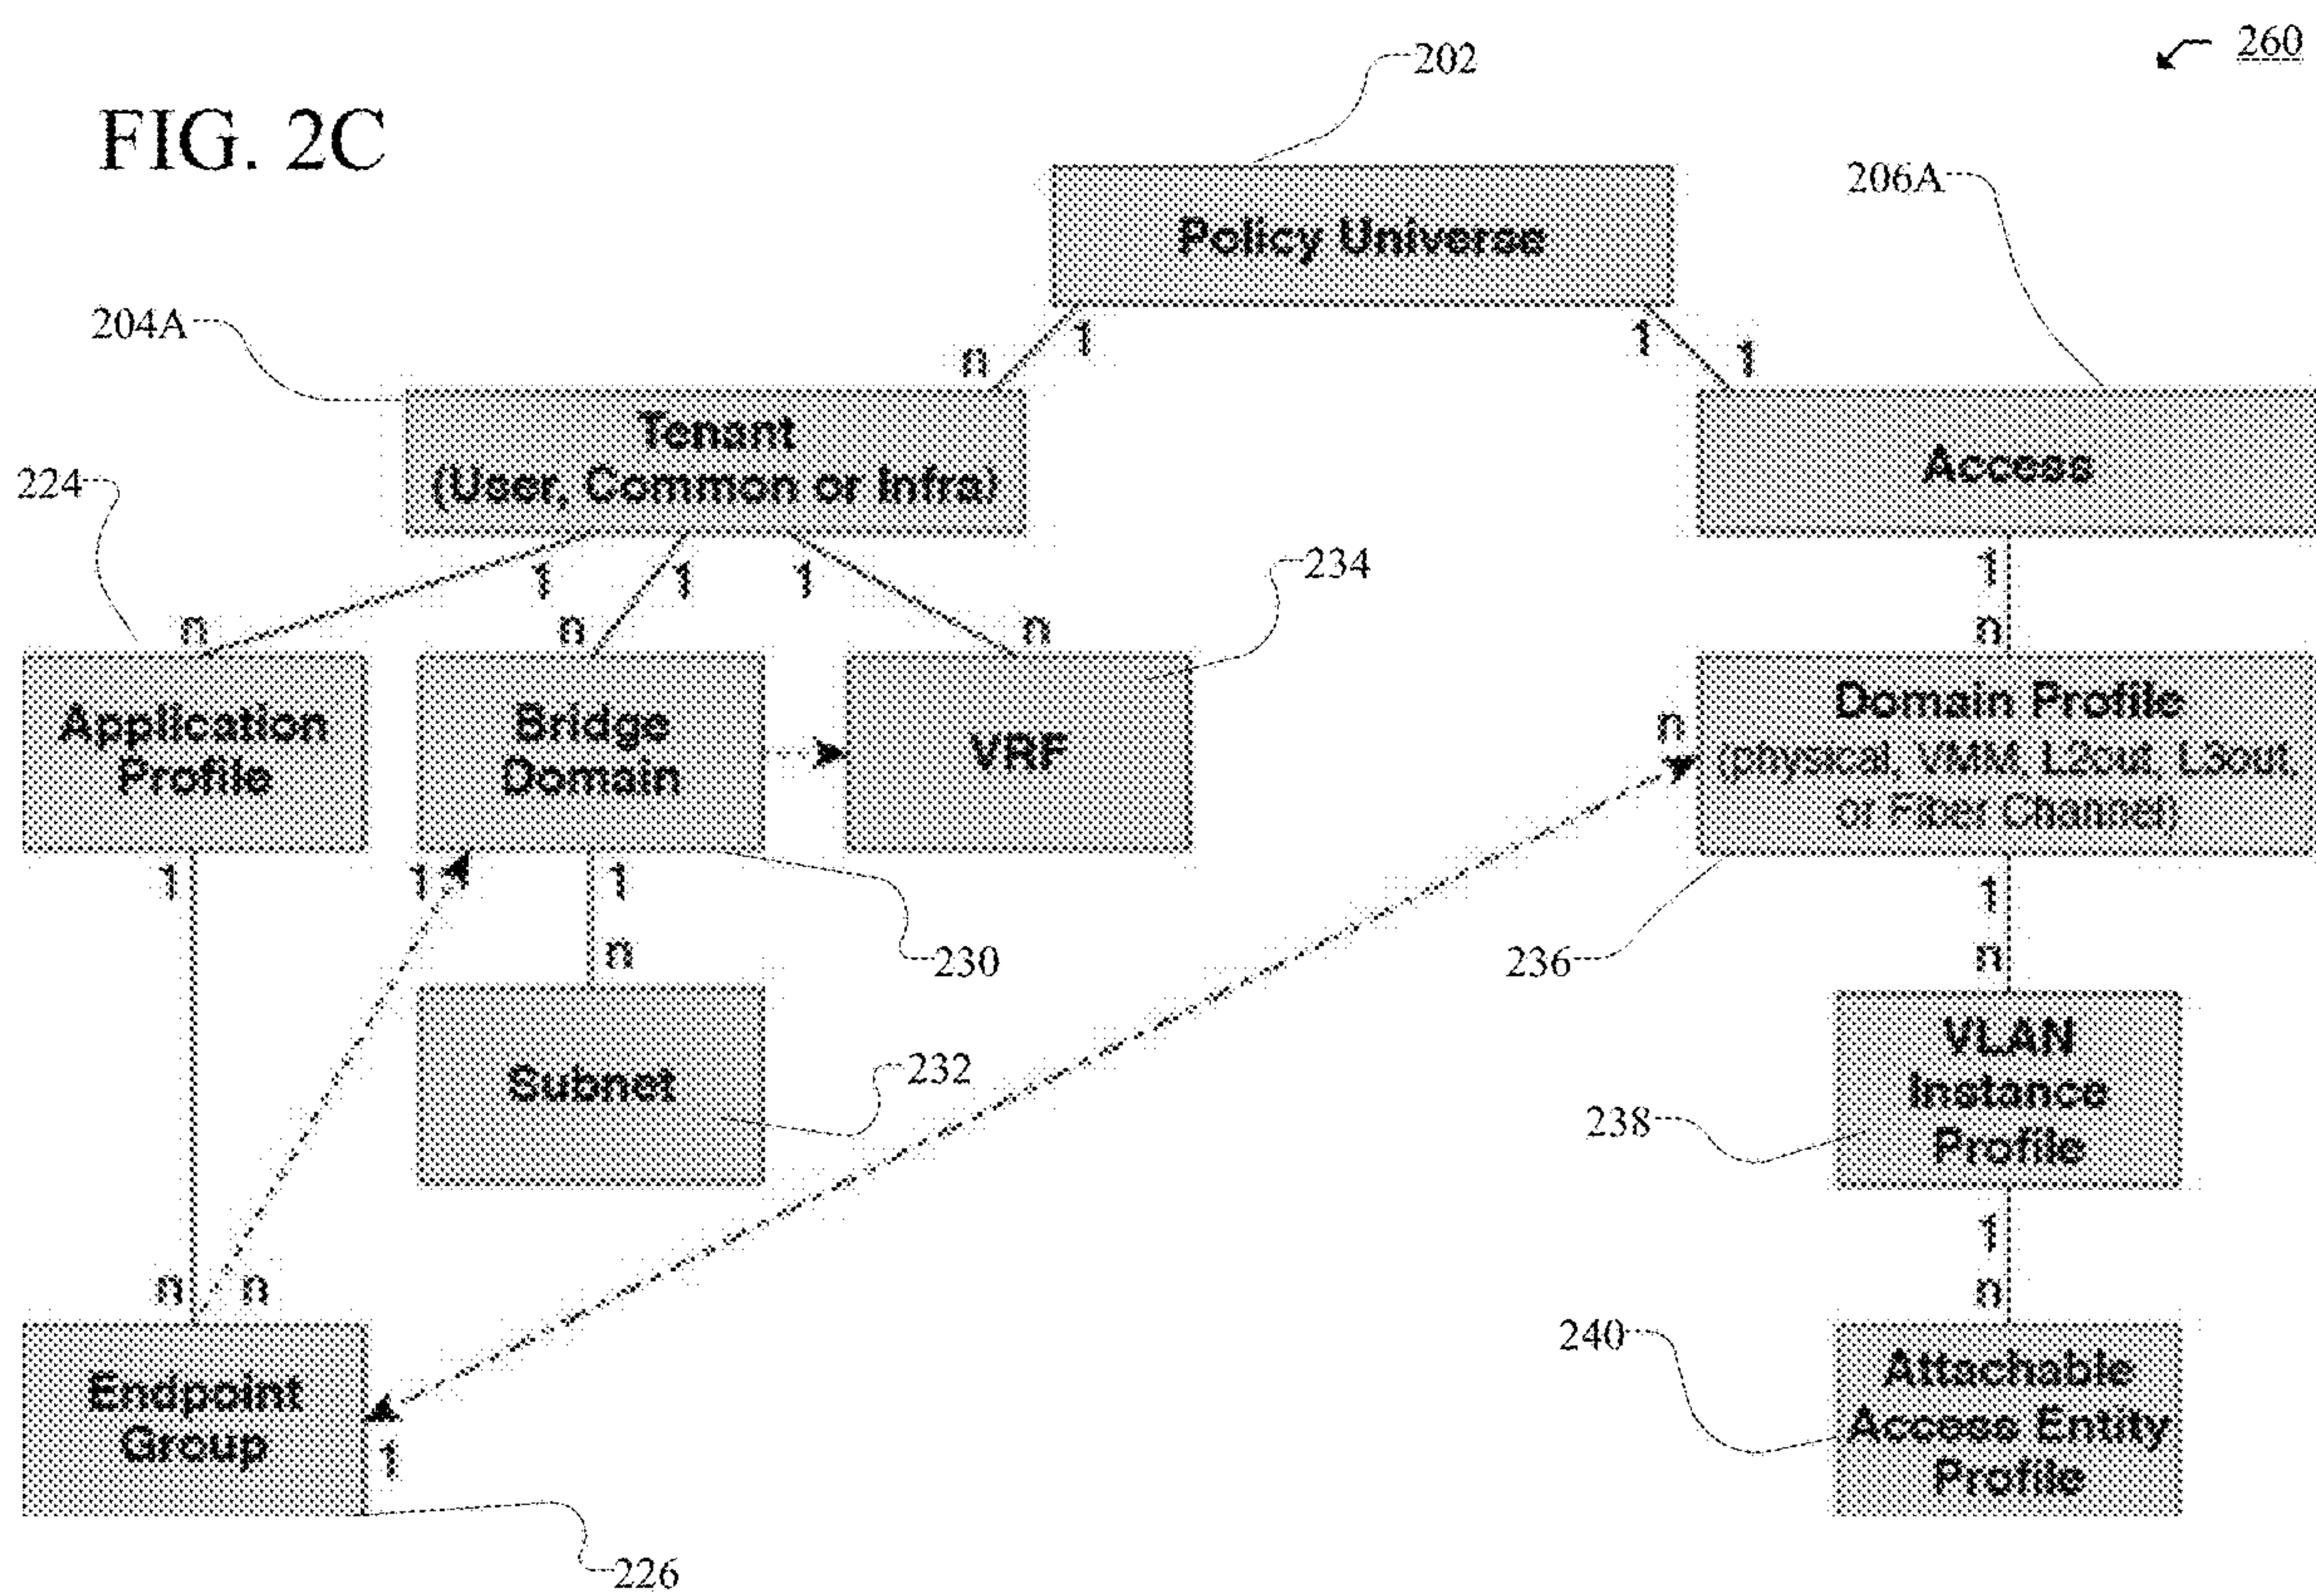 260
202
FIG. 2C
206A
Policy Universe
204A
1
1
n
1
Tenant
(User, Common or Infra)
Access
224
234
1
1
1
1
n
n
n
n
Application
Profile
Bridge
Domain
VRF
n
Domain Profile
(physical, VMM, L2out, L3out,
or Fiber Channel)
1
1
1
1
n
230
236
n
Subnet
232
VLAN
Instance
Profile
238
1
n
n
n
240
Endpoint
Group
1
Attachable
Access Entity
Profile
226